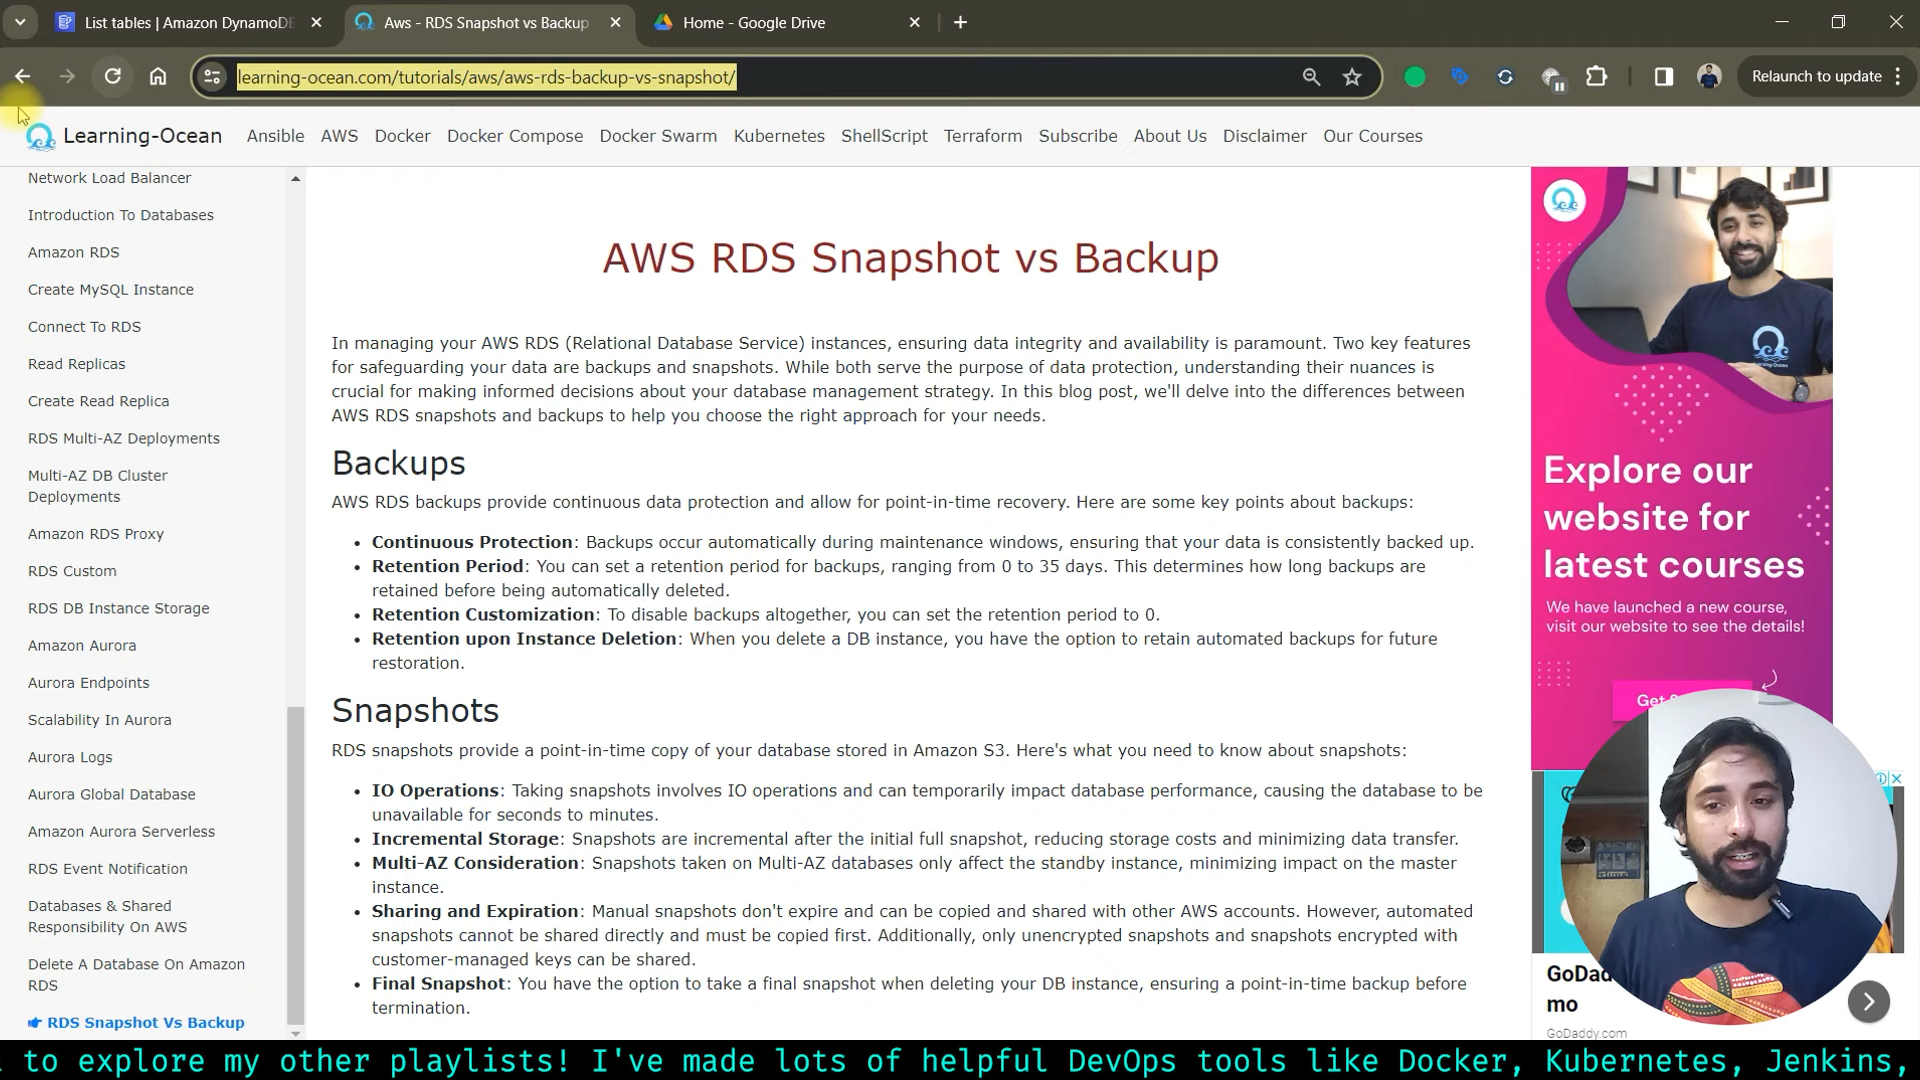 List tables | Amazon DynamoDB
Aws - RDS Snapshot vs Backup
Home - Google Drive
learning-ocean.com/tutorials/aws/aws-rds-backup-vs-snapshot/
Relaunch to update
Learning-Ocean
Ansible AWS Docker Docker Compose Docker Swarm Kubernetes ShellScript Terraform Subscribe About Us Disclaimer Our Courses
Network Load Balancer
Introduction To Databases
Amazon RDS
Create MySQL Instance
Connect To RDS
Read Replicas
Create Read Replica
RDS Multi-AZ Deployments
Multi-AZ DB Cluster
Deployments
Amazon RDS Proxy
RDS Custom
RDS DB Instance Storage
Amazon Aurora
Aurora Endpoints
Scalability In Aurora
Aurora Logs
Aurora Global Database
Amazon Aurora Serverless
RDS Event Notification
Databases & Shared
Responsibility On AWS
Delete A Database On Amazon
RDS
RDS Snapshot Vs Backup
AWS RDS Snapshot vs Backup
In managing your AWS RDS (Relational Database Service) instances, ensuring data integrity and availability is paramount. Two key features
for safeguarding your data are backups and snapshots. While both serve the purpose of data protection, understanding their nuances is
crucial for making informed decisions about your database management strategy. In this blog post, we'll delve into the differences between
AWS RDS snapshots and backups to help you choose the right approach for your needs.
Backups
AWS RDS backups provide continuous data protection and allow for point-in-time recovery. Here are some key points about backups:
• Continuous Protection: Backups occur automatically during maintenance windows, ensuring that your data is consistently backed up.
• Retention Period: You can set a retention period for backups, ranging from 0 to 35 days. This determines how long backups are
retained before being automatically deleted.
• Retention Customization: To disable backups altogether, you can set the retention period to 0.
• Retention upon Instance Deletion: When you delete a DB instance, you have the option to retain automated backups for future
restoration.
Snapshots
RDS snapshots provide a point-in-time copy of your database stored in Amazon S3. Here's what you need to know about snapshots:
• IO Operations: Taking snapshots involves IO operations and can temporarily impact database performance, causing the database to be
unavailable for seconds to minutes.
• Incremental Storage: Snapshots are incremental after the initial full snapshot, reducing storage costs and minimizing data transfer.
• Multi-AZ Consideration: Snapshots taken on Multi-AZ databases only affect the standby instance, minimizing impact on the master
instance.
• Sharing and Expiration: Manual snapshots don't expire and can be copied and shared with other AWS accounts. However, automated
snapshots cannot be shared directly and must be copied first. Additionally, only unencrypted snapshots and snapshots encrypted with
customer-managed keys can be shared.
• Final Snapshot: You have the option to take a final snapshot when deleting your DB instance, ensuring a point-in-time backup before
termination.
Explore our
website for
latest courses
We have launched a new course,
visit our website to see the details!
mo
GoDaddy.com
to explore my other playlists! I've made lots of helpful DevOps tools like Docker, Kubernetes, Jenkins,